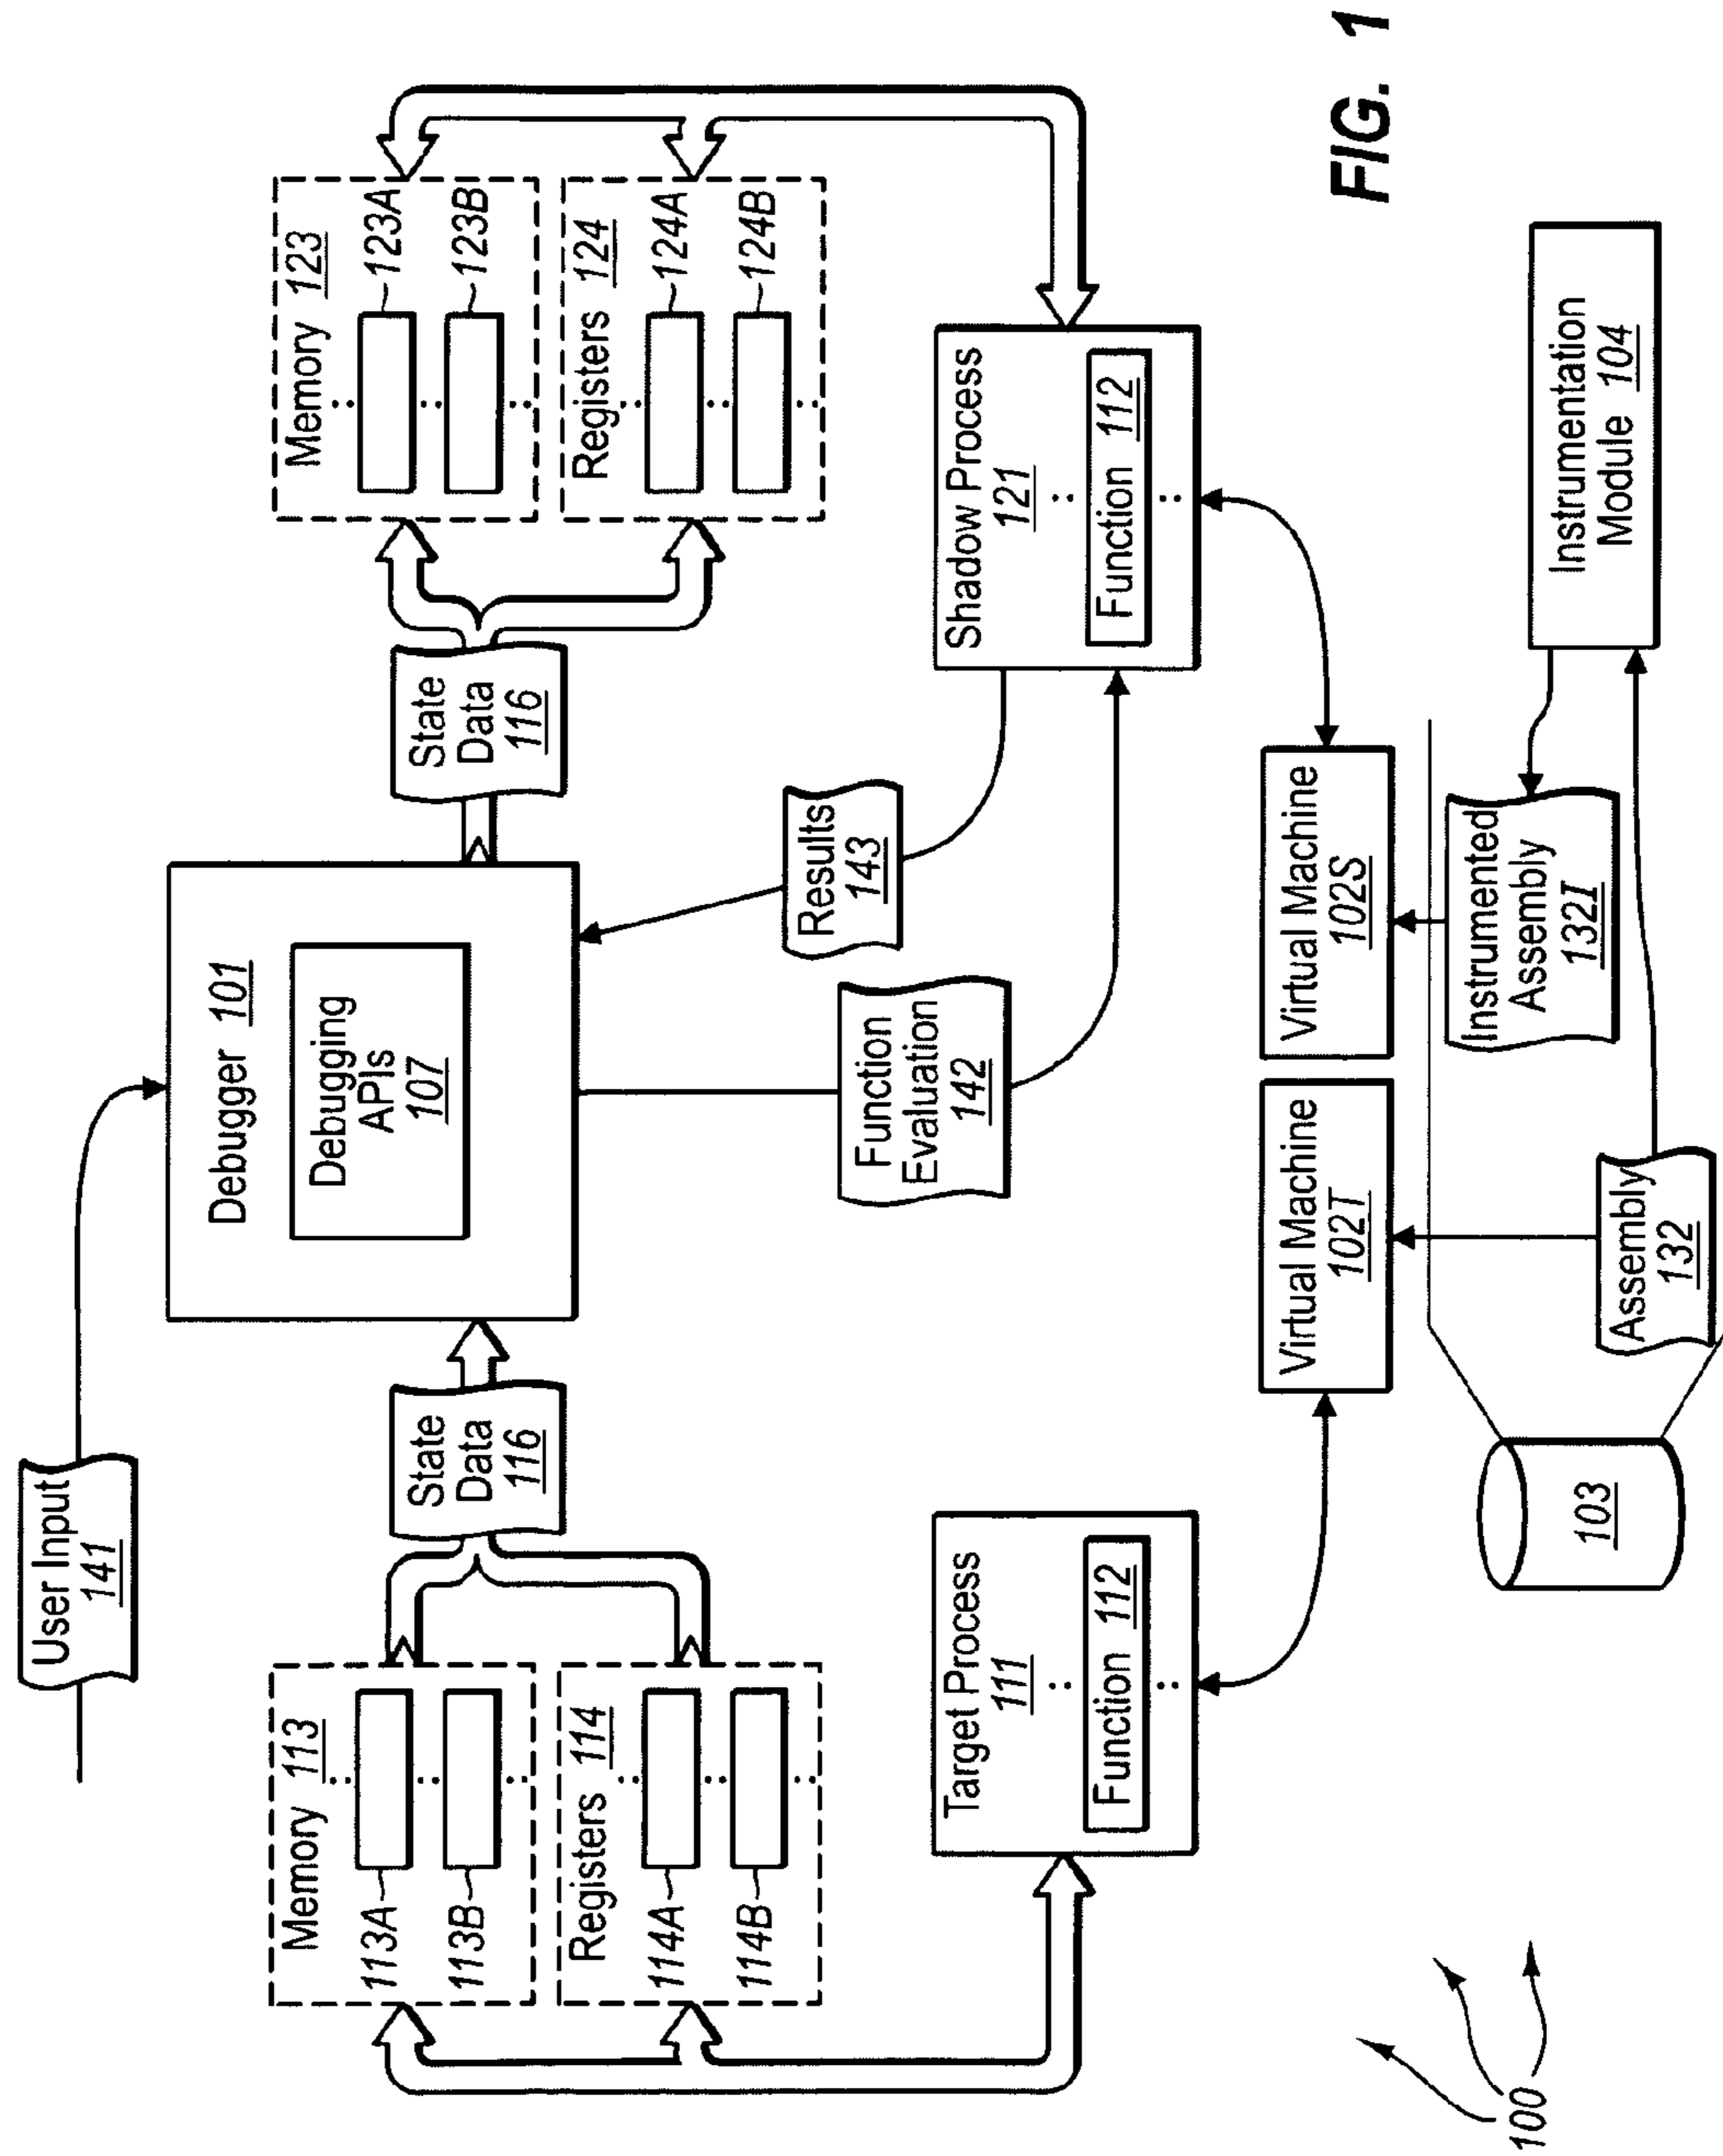 User Input
141
Debugger 101
Debugging
APIs
107
Memory 113
113A
113B
Registers 114
114A
114B
State
Data
116
State
Data
116
Memory 123
123A
123B
Registers 124
124A
124B
Function
Evaluation
142
Results
143
Target Process
111
Function 112
Shadow Process
121
Function 112
Virtual Machine
102T
Virtual Machine
102S
103
Assembly
132
Instrumented
Assembly
132I
Instrumentation
Module 104
100
FIG. 1